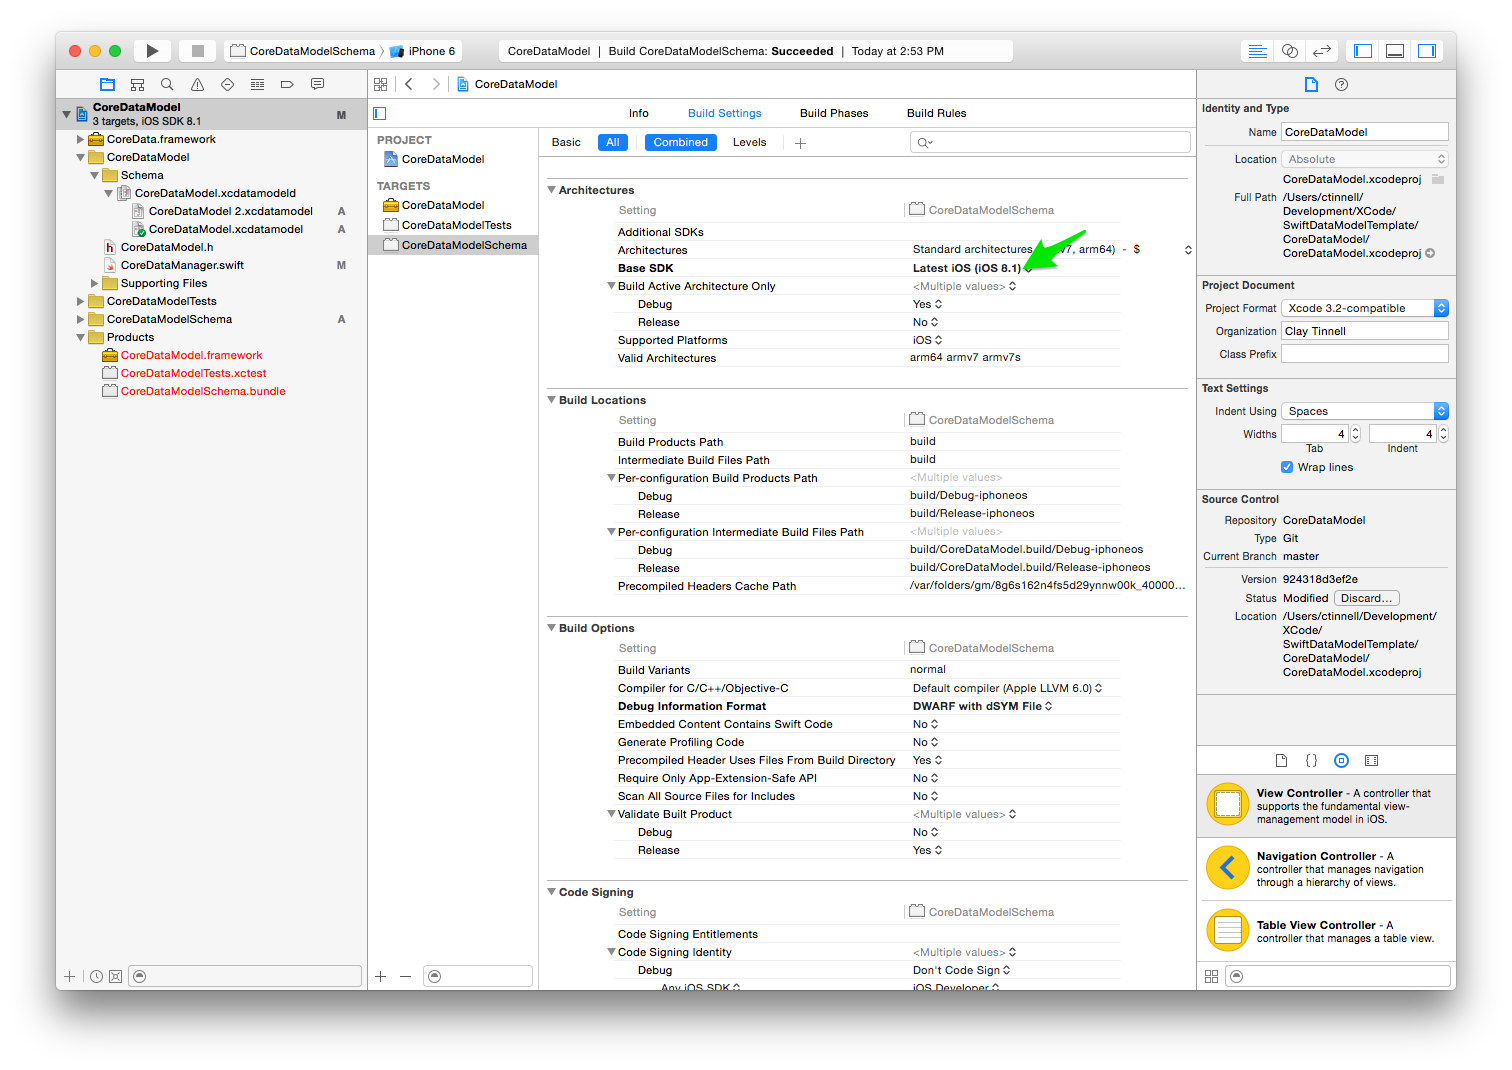 CoreDataModelSchema 〉 iPhone 6
CoreDataModel | Build CoreDataModelSchema: Succeeded | Today at 2:53 PM
CoreDataModel
3 targets, iOS SDK 8.1
M
CoreData.framework
CoreDataModel
Schema
CoreDataModel.xcdatamodeld
CoreDataModel 2.xcdatamodel A
CoreDataModel.xcdatamodel A
h CoreDataModel.h
CoreDataManager.swift M
Supporting Files
CoreDataModelTests
CoreDataModelSchema A
Products
CoreDataModel.framework
CoreDataModelTests.xctest
CoreDataModelSchema.bundle
CoreDataModel
Info Build Settings Build Phases Build Rules
PROJECT
CoreDataModel
TARGETS
CoreDataModel
CoreDataModelTests
CoreDataModelSchema
Basic All Combined Levels +
Architectures
Setting CoreDataModelSchema
Additional SDKs
Architectures Standard architectures v7, arm64) - $
Base SDK Latest iOS (iOS 8.1)
Build Active Architecture Only <Multiple values>
Debug Yes
Release No
Supported Platforms iOS
Valid Architectures arm64 armv7 armv7s
Build Locations
Setting CoreDataModelSchema
Build Products Path build
Intermediate Build Files Path build
Per-configuration Build Products Path <Multiple values>
Debug build/Debug-iphoneos
Release build/Release-iphoneos
Per-configuration Intermediate Build Files Path <Multiple values>
Debug build/CoreDataModel.build/Debug-iphoneos
Release build/CoreDataModel.build/Release-iphoneos
Precompiled Headers Cache Path /var/folders/gm/8g6s162n4fs5d29ynnw00k_40000...
Build Options
Setting CoreDataModelSchema
Build Variants normal
Compiler for C/C++/Objective-C Default compiler (Apple LLVM 6.0)
Debug Information Format DWARF with dSYM File
Embedded Content Contains Swift Code No
Generate Profiling Code No
Precompiled Header Uses Files From Build Directory Yes
Require Only App-Extension-Safe API No
Scan All Source Files for Includes No
Validate Built Product <Multiple values>
Debug No
Release Yes
Code Signing
Setting CoreDataModelSchema
Code Signing Entitlements
Code Signing Identity <Multiple values>
Debug Don't Code Sign
Any iOS SDK iOS Developer
Identity and Type
Name CoreDataModel
Location Absolute
CoreDataModel.xcodeproj
Full Path /Users/ctinnell/
Development/XCode/
SwiftDataModelTemplate/
CoreDataModel/
CoreDataModel.xcodeproj
Project Document
Project Format Xcode 3.2-compatible
Organization Clay Tinnell
Class Prefix
Text Settings
Indent Using Spaces
Widths 4 4
Tab Indent
Wrap lines
Source Control
Repository CoreDataModel
Type Git
Current Branch master
Version 924318d3ef2e
Status Modified Discard...
Location /Users/ctinnell/Development/
XCode/
SwiftDataModelTemplate/
CoreDataModel/
CoreDataModel.xcodeproj
View Controller - A controller that
supports the fundamental view-
management model in iOS.
Navigation Controller - A
controller that manages navigation
through a hierarchy of views.
Table View Controller - A
controller that manages a table view.